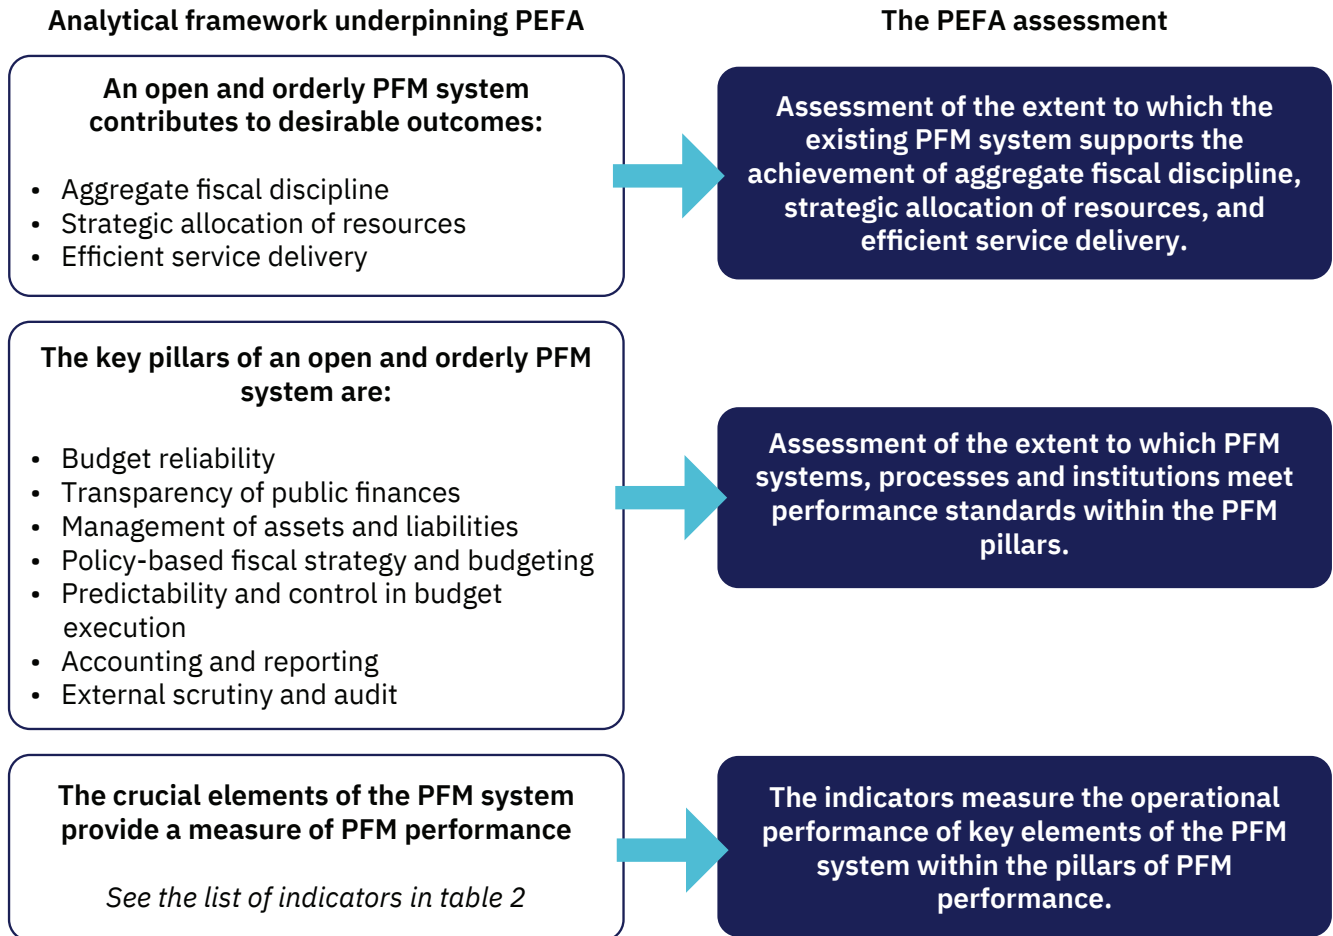 Analytical framework underpinning PEFA
The PEFA assessment
An open and orderly PFM system
contributes to desirable outcomes:
• Aggregate fiscal discipline
• Strategic allocation of resources
• Efficient service delivery
Assessment of the extent to which the
existing PFM system supports the
achievement of aggregate fiscal discipline,
strategic allocation of resources, and
efficient service delivery.
The key pillars of an open and orderly PFM
system are:
• Budget reliability
• Transparency of public finances
• Management of assets and liabilities
• Policy-based fiscal strategy and budgeting
• Predictability and control in budget
execution
• Accounting and reporting
• External scrutiny and audit
Assessment of the extent to which PFM
systems, processes and institutions meet
performance standards within the PFM
pillars.
The crucial elements of the PFM system
provide a measure of PFM performance
See the list of indicators in table 2
The indicators measure the operational
performance of key elements of the PFM
system within the pillars of PFM
performance.